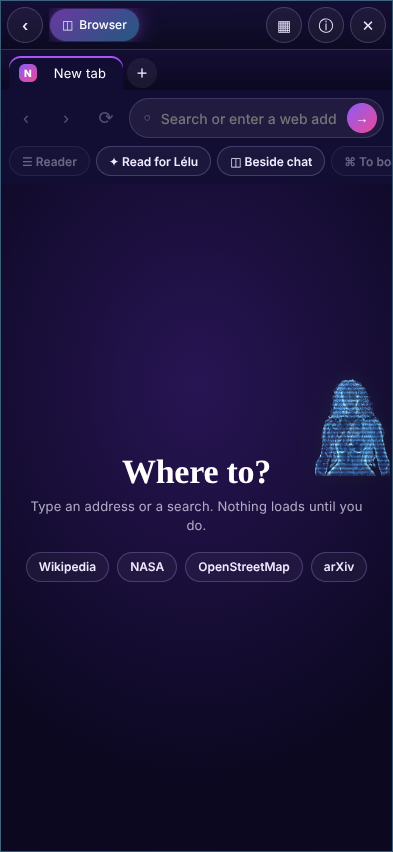 Browser
N New tab +
Search or enter a web add
Reader Read for Lélu Beside chat ⌘ To bo
Where to?
Type an address or a search. Nothing loads until you
do.
Wikipedia NASA OpenStreetMap arXiv